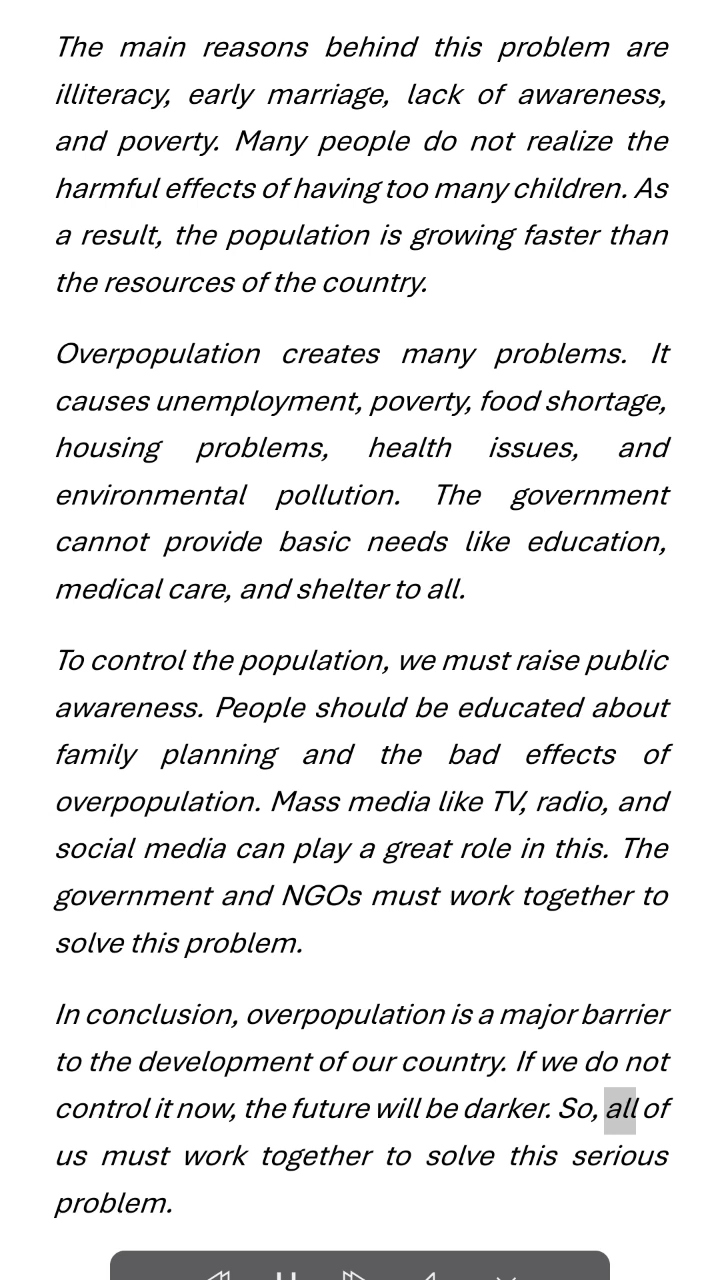 The main reasons behind this problem are
illiteracy, early marriage, lack of awareness,
and poverty. Many people do not realize the
harmful effects of having too many children. As
a result, the population is growing faster than
the resources of the country.
Overpopulation creates many problems. It
causes unemployment, poverty, food shortage,
housing problems, health issues, and
environmental pollution. The government
cannot provide basic needs like education,
medical care, and shelter to all.
To control the population, we must raise public
awareness. People should be educated about
family planning and the bad effects of
overpopulation. Mass media like TV, radio, and
social media can play a great role in this. The
government and NGOs must work together to
solve this problem.
In conclusion, overpopulation is a major barrier
to the development of our country. If we do not
control it now, the future will be darker. So, all of
us must work together to solve this serious
problem.